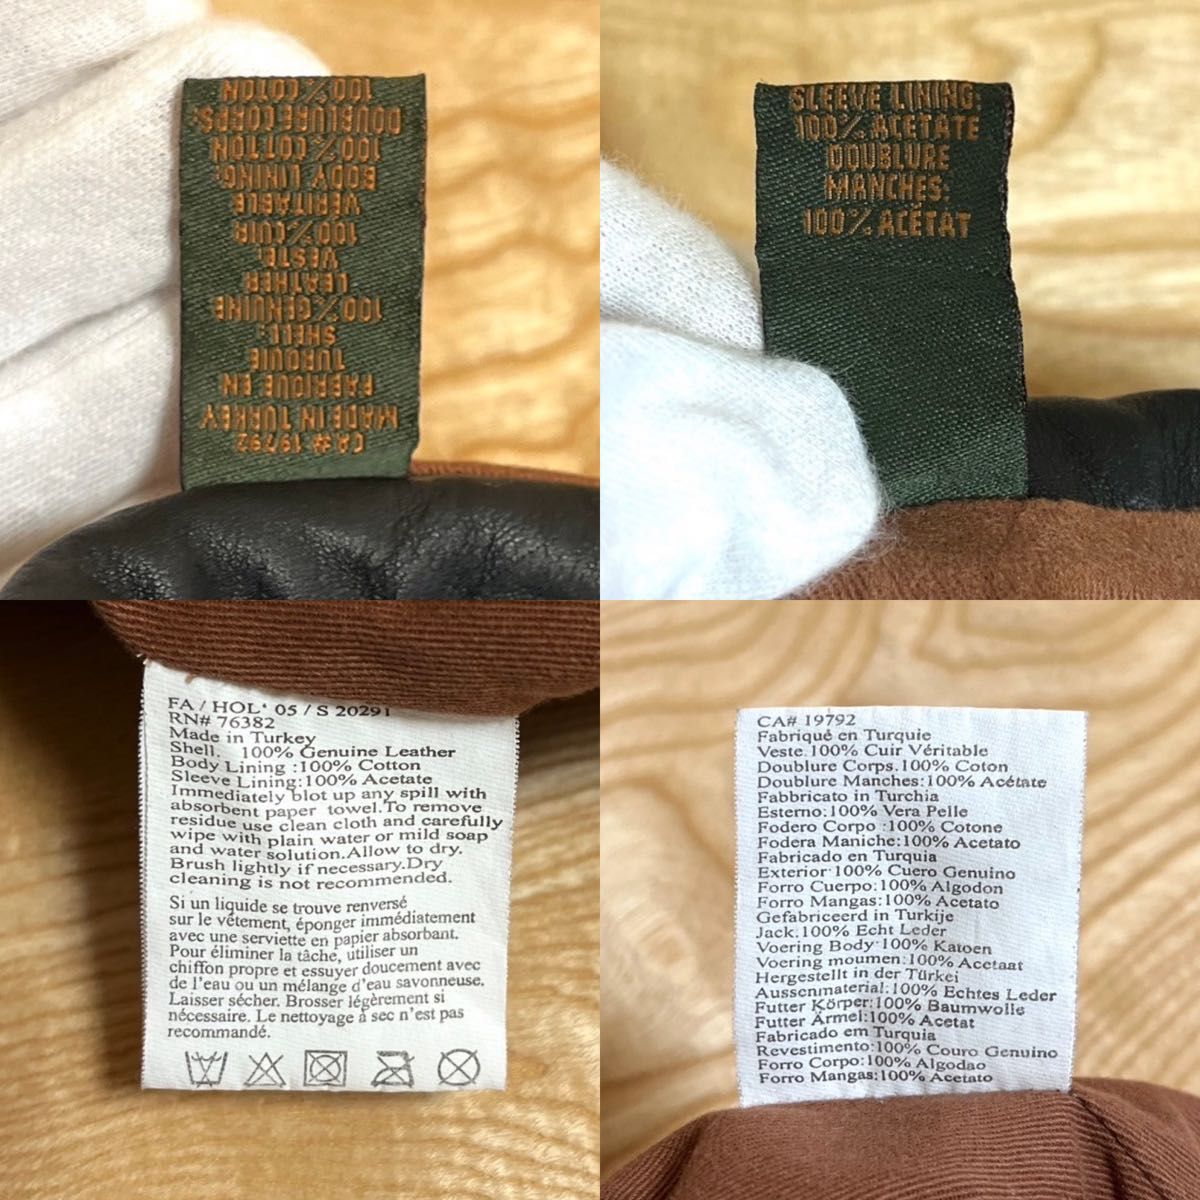 CA# 19792
MADE IN TURKEY
FABRIQUE EN
TURQUIE
SHELL:
100% GENUINE
LEATHER
VESTE:
100% CUIR
VÉRITABLE
BODY LINING:
100% COTTON
DOUBLURE CORPS:
100% COTON
SLEEVE LINING:
100% ACETATE
DOUBLURE
MANCHES:
100% ACÉTAT
FA / HOL' 05 / S 20291
RN# 76382
Made in Turkey
Shell. 100% Genuine Leather
Body Lining :100% Cotton
Sleeve Lining:100% Acetate
Immediately blot up any spill with
absorbent paper towel.To remove
residue use clean cloth and carefully
wipe with plain water or mild soap
and water solution.Allow to dry.
Brush lightly if necessary.Dry
cleaning is not recommended.
Si un liquide se trouve renversé
sur le vêtement, éponger immédiatement
avec une serviette en papier absorbant.
Pour éliminer la tâche, utiliser un
chiffon propre et essuyer doucement avec
de l'eau ou un mélange d'eau savonneuse.
Laisser sécher. Brosser légèrement si
nécessaire. Le nettoyage à sec n'est pas
recommandé.
CA# 19792
Fabriqué en Turquie
Veste.100% Cuir Véritable
Doublure Corps.100% Coton
Doublure Manches:100% Acétate
Fabbricato in Turchia
Esterno:100% Vera Pelle
Fodero Corpo :100% Cotone
Fodera Maniche:100% Acetato
Fabricado en Turquia
Exterior:100% Cuero Genuino
Forro Cuerpo:100% Algodon
Forro Mangas:100% Acetato
Gefabriceerd in Turkije
Jack.100% Echt Leder
Voering Body:100% Katoen
Voering moumen:100% Acetaat
Hergestellt in der Türkei
Aussenmaterial:100% Echtes Leder
Futter Körper:100% Baumwolle
Futter Ärmel:100% Acetat
Fabricado em Turquia
Revestimento:100% Couro Genuino
Forro Corpo:100% Algodao
Forro Mangas:100% Acetato